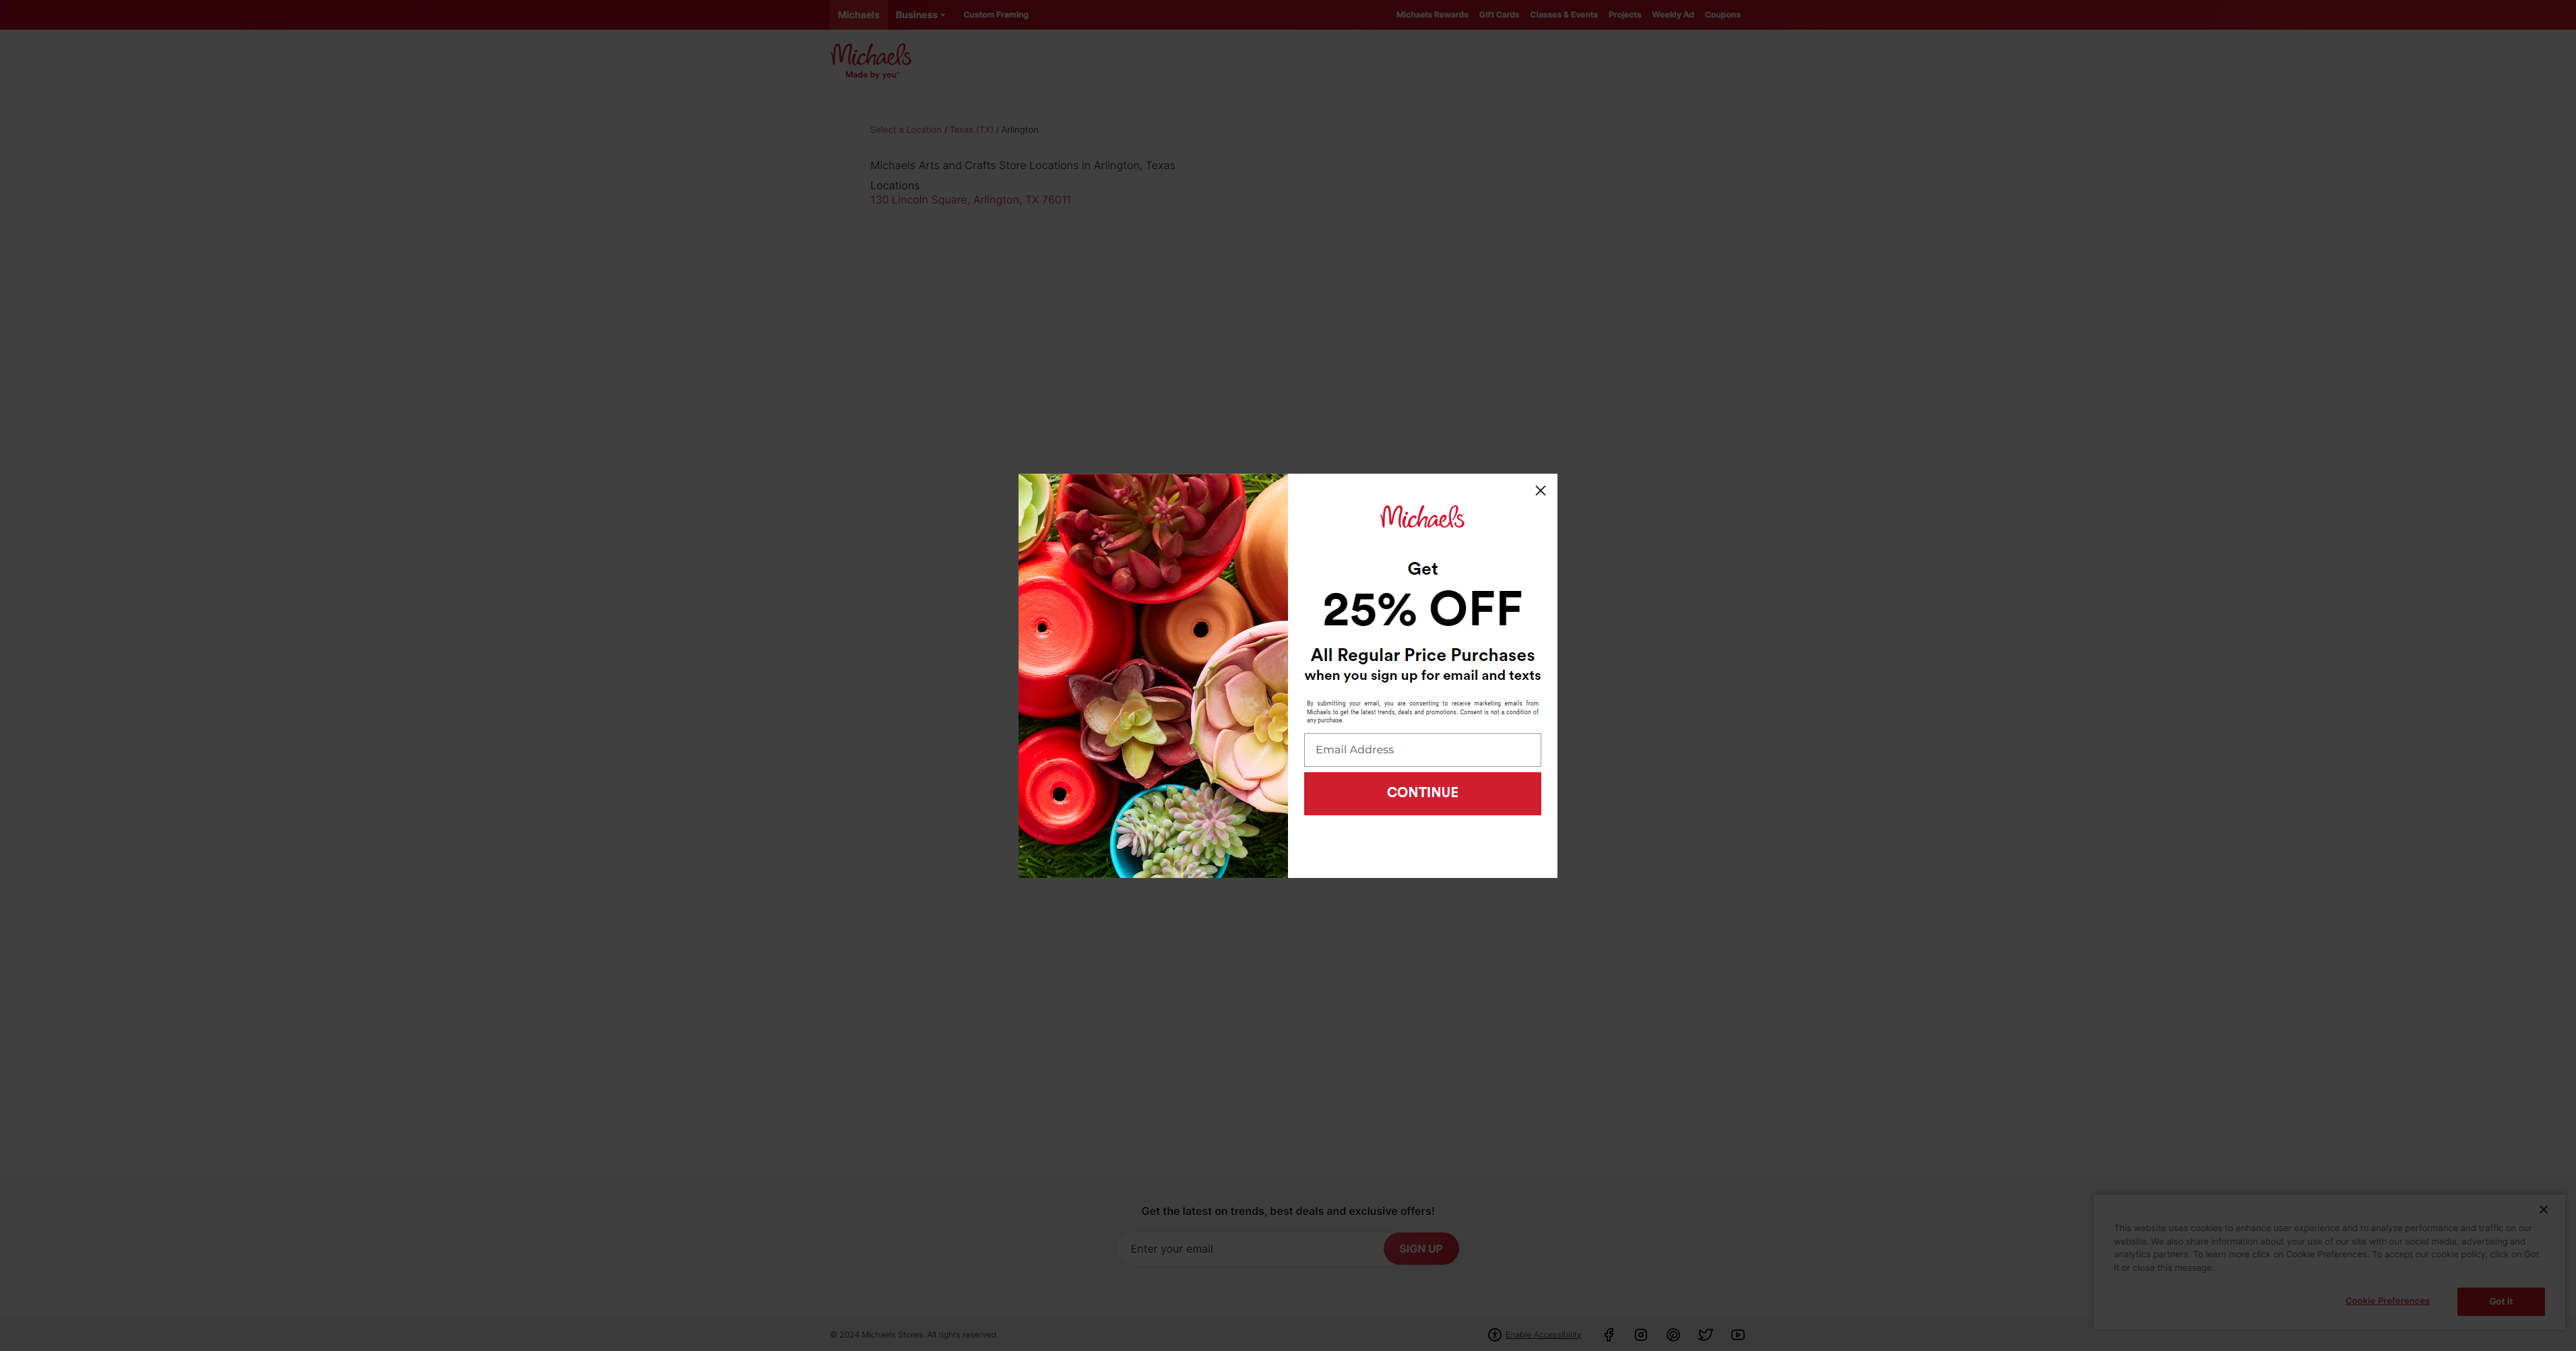 Michaels Business Custom Framing Michaels Rewards Gift Cards Classes & Events Projects Weekly Ad Coupons
Michaels
Made by you
Select a Location / Texas (TX) / Arlington
Michaels Arts and Crafts Store Locations in Arlington, Texas
Locations
130 Lincoln Square, Arlington, TX 76011
Michaels
Get
25% OFF
All Regular Price Purchases
when you sign up for email and texts
By submitting your email, you are consenting to receive marketing emails from
Michaels to get the latest trends, deals and promotions. Consent is not a condition of
any purchase.
Email Address
CONTINUE
Get the latest on trends, best deals and exclusive offers!
Enter your email SIGN UP
This website uses cookies to enhance user experience and to analyze performance and traffic on our
website. We also share information about your use of our site with our social media, advertising and
analytics partners. To learn more click on Cookie Preferences. To accept our cookie policy, click on Got
It or close this message.
Cookie Preferences Got It
© 2024 Michaels Stores. All rights reserved. Enable Accessibility